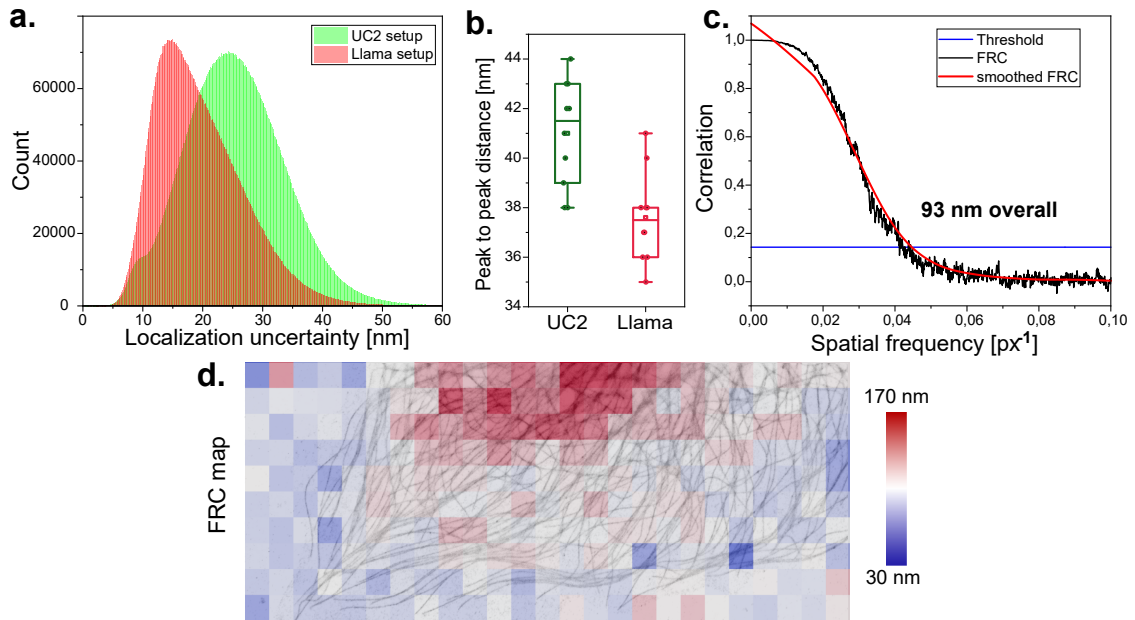 a.
UC2 setup
Llama setup
60000
40000
20000
0
Count
0 10 20 30 40 50 60
Localization uncertainty [nm]
b.
44
42
40
38
36
34
Peak to peak distance [nm]
UC2 Llama
c.
Threshold
FRC
smoothed FRC
1,0
0,8
0,6
0,4
0,2
0,0
Correlation
93 nm overall
0,00 0,02 0,04 0,06 0,08 0,10
Spatial frequency [px⁻¹]
d.
FRC map
170 nm
30 nm